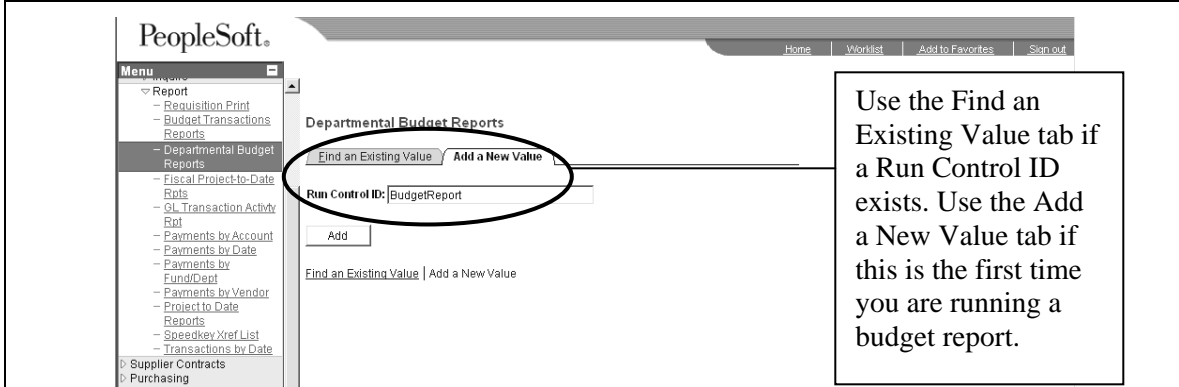 PeopleSoft®
Home | Worklist | Add to Favorites | Sign out
Menu
Report
– Requisition Print
– Budget Transactions
Reports
– Departmental Budget
Reports
– Fiscal Project-to-Date
Rpts
– GL Transaction Activty
Rpt
– Payments by Account
– Payments by Date
– Payments by
Fund/Dept
– Payments by Vendor
– Project to Date
Reports
– Speedkey Xref List
– Transactions by Date
Supplier Contracts
Purchasing
Departmental Budget Reports
Find an Existing Value / Add a New Value
Run Control ID: BudgetReport
Add
Find an Existing Value | Add a New Value
Use the Find an
Existing Value tab if
a Run Control ID
exists. Use the Add
a New Value tab if
this is the first time
you are running a
budget report.